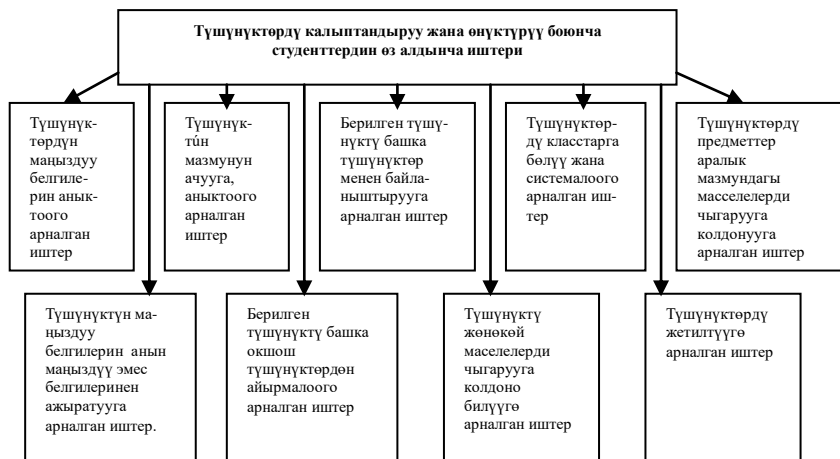 Түшүнүктөрдү калыптандыруу жана өнүктүрүү боюнча
студенттердин өз алдынча иштери
Түшүнүк-
төрдүн
маңыздуу
белгиле-
рин анык-
тоого
арналган
иштер
Түшүнүк-
túн
мазмунун
ачууга,
аныктоого
арналган
иштер
Берилген түшү-
нүктү башка
түшүнүктөр
менен байла-
ныштырууга
арналган иштер
Түшүнүктөр-
дү класстарга
бөлүү жана
системалоого
арналган иш-
тер
Түшүнүктөрдү
предметтер
аралык
мазмундагы
масселелерди
чыгарууга
колдонууга
арналган иштер
Түшүнүктүн ма-
ңыздуу
белгилерин анын
маңыздүү эмес
белгилеринен
ажыратууга
арналган иштер.
Берилген
түшүнүктү башка
окшош
түшүнүктөрдөн
айырмалоого
арналган иштер
Түшүнүктү
жөнөкөй
маселелерди
чыгарууга
колдоно
билүүгө
арналган иштер
Түшүнүктөрдү
жетилтүүгө
арналган иштер